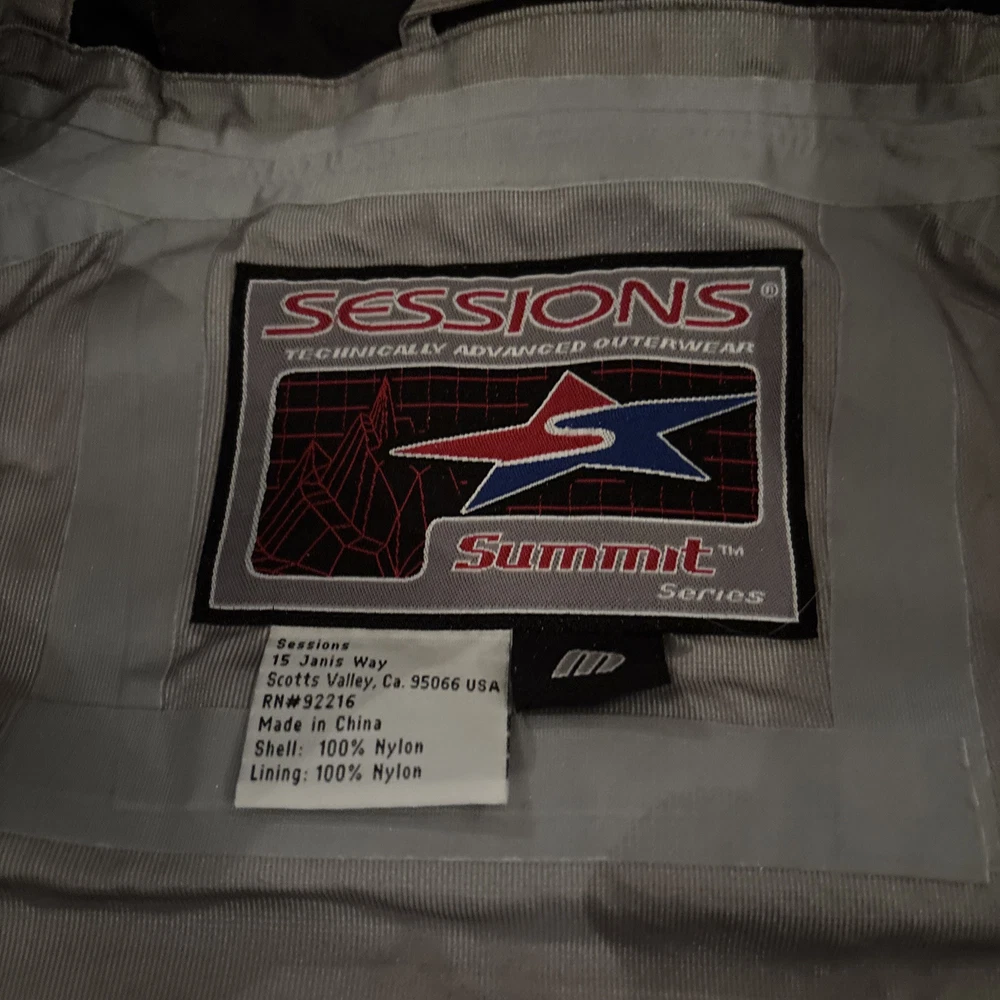 SESSIONS®
TECHNICALLY ADVANCED OUTERWEAR
S
Summit™
Series
m
Sessions
15 Janis Way
Scotts Valley, Ca. 95066 USA
RN#92216
Made in China
Shell: 100% Nylon
Lining: 100% Nylon